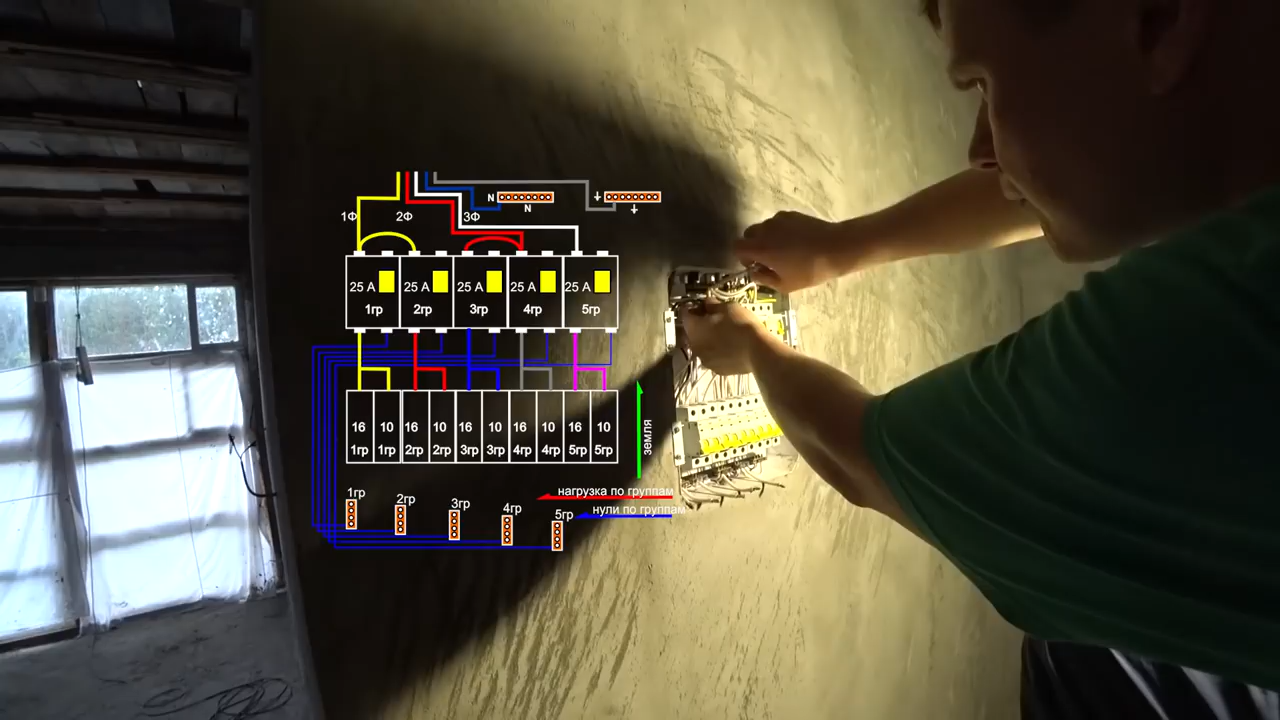 N
N
1Ф 2Ф 3Ф
25 А 25 А 25 А 25 А 25 А
1гр 2гр 3гр 4гр 5гр
16 10 16 10 16 10 16 10 16 10
1гр 1гр 2гр 2гр 3гр 3гр 4гр 4гр 5гр 5гр
земля
нагрузка по группам
нули по группам
1гр 2гр 3гр 4гр 5гр